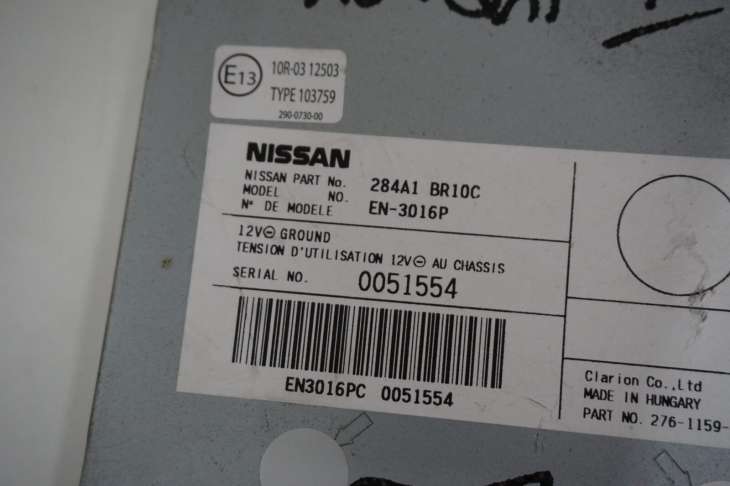 E13
10R-03 12503
TYPE 103759
290-0730-00
NISSAN
NISSAN PART No. 284A1 BR10C
MODEL NO.
N° DE MODELE EN-3016P
12V⊖ GROUND
TENSION D'UTILISATION 12V⊖ AU CHASSIS
SERIAL NO. 0051554
EN3016PC 0051554
Clarion Co.,Ltd
MADE IN HUNGARY
PART NO. 276-1159-